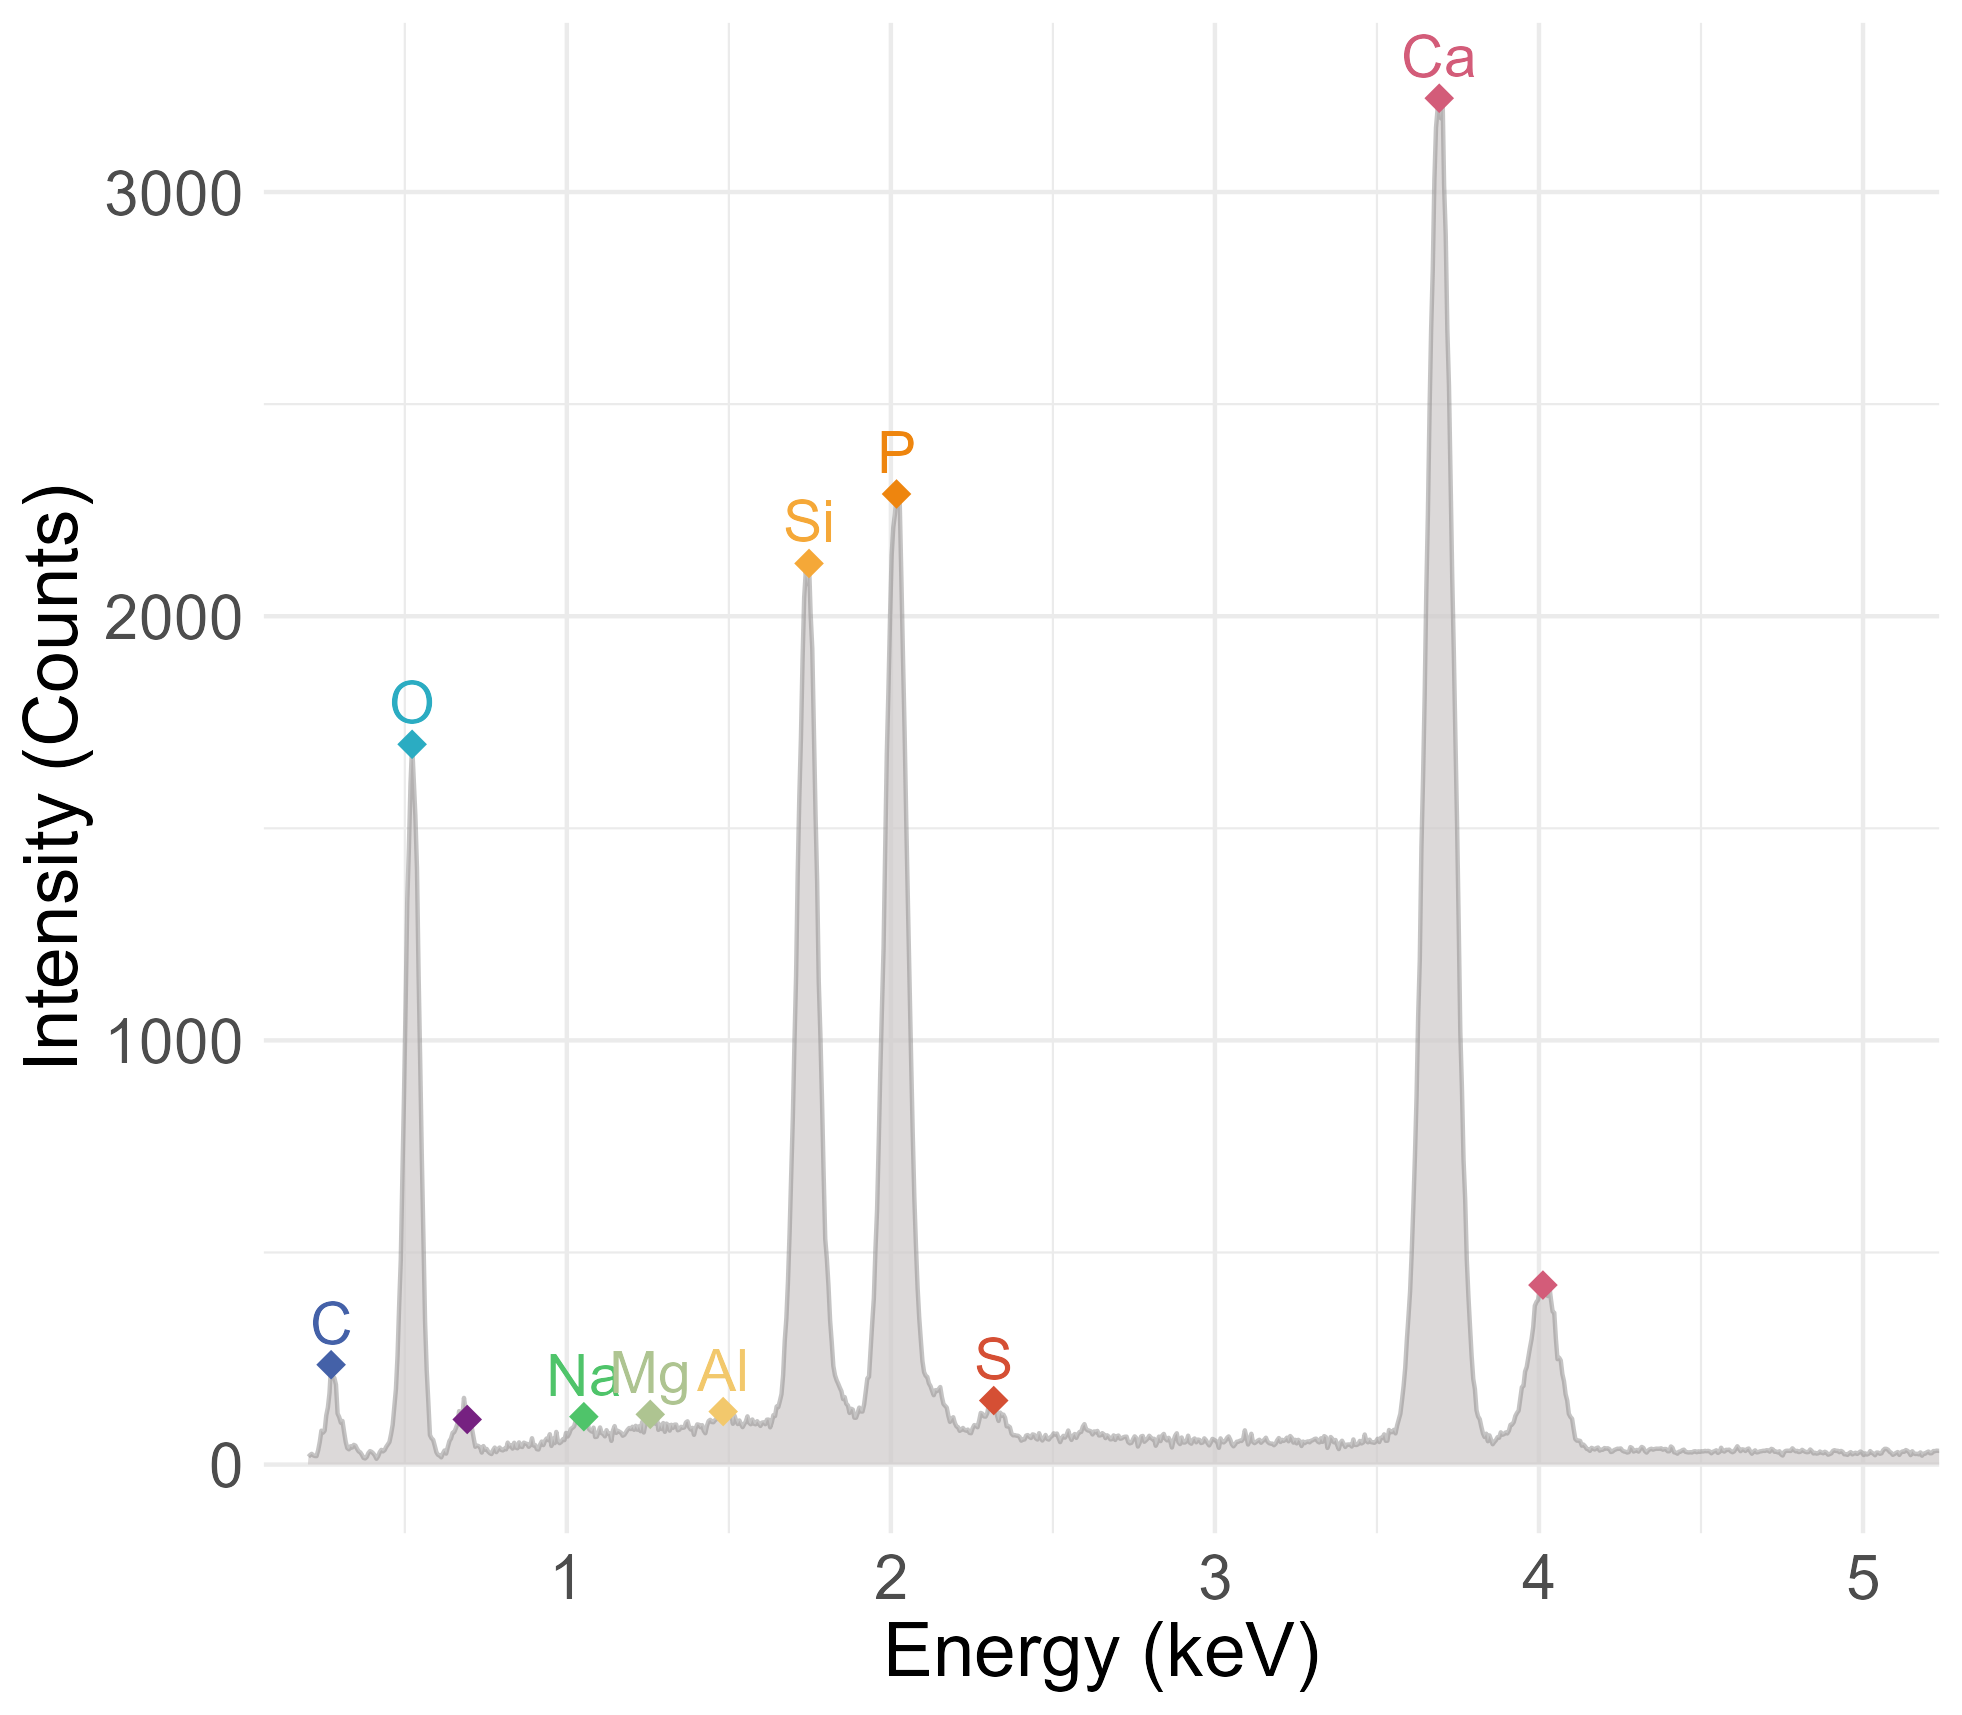 Ca
3000
P
Si
2000
O
Intensity (Counts)
1000
C
Na
Mg
Al
S
0
1
2
3
4
5
Energy (keV)